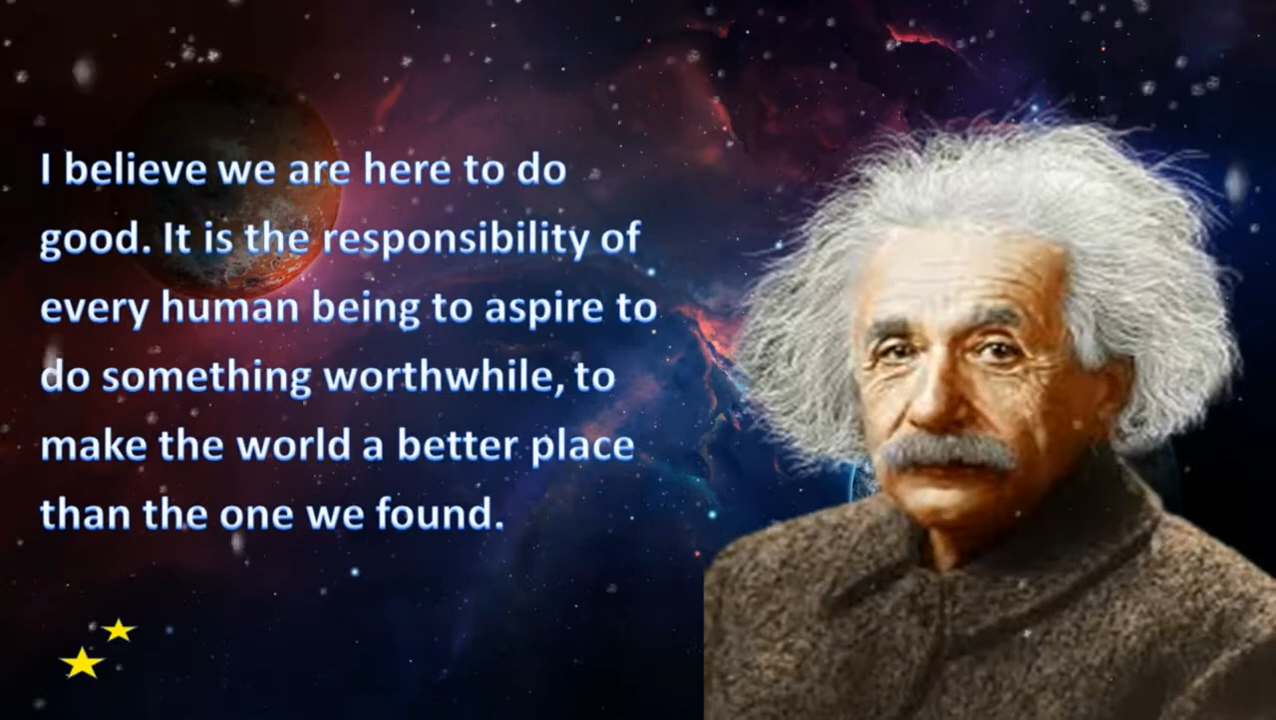 I believe we are here to do
good. It is the responsibility of
every human being to aspire to
do something worthwhile, to
make the world a better place
than the one we found.